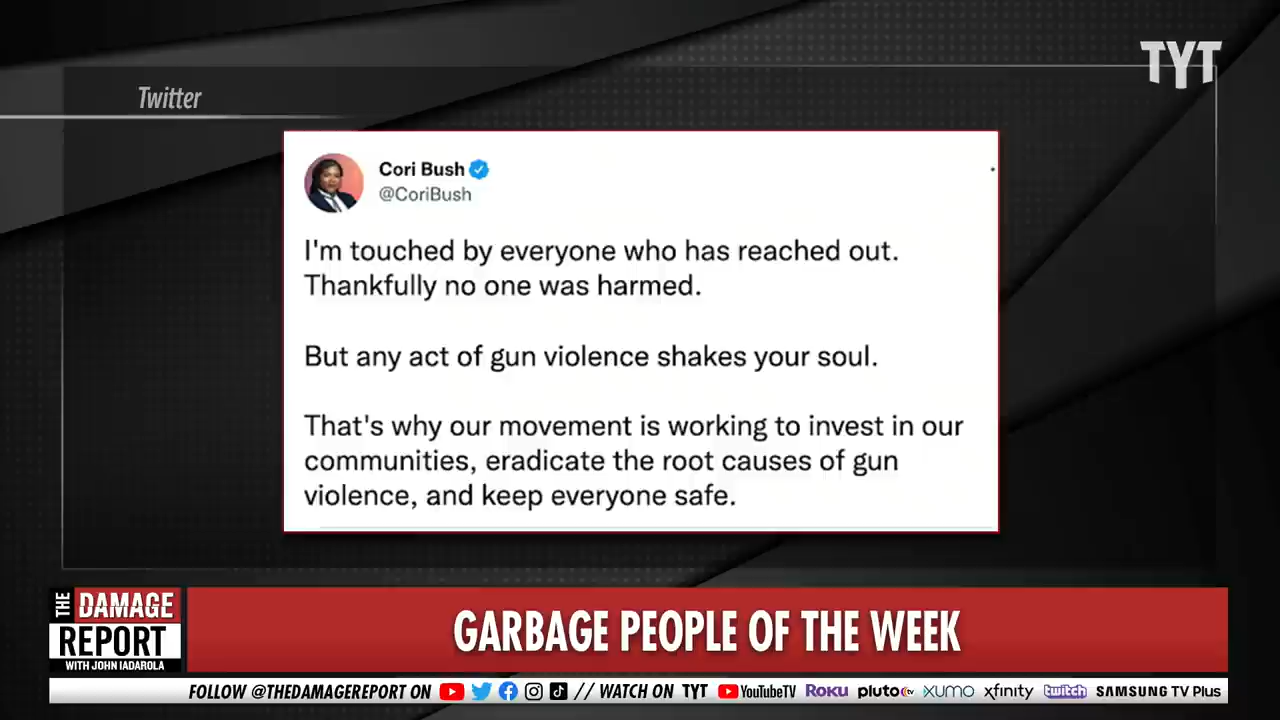 TYT
Twitter
Cori Bush
@CoriBush
I'm touched by everyone who has reached out.
Thankfully no one was harmed.
But any act of gun violence shakes your soul.
That's why our movement is working to invest in our
communities, eradicate the root causes of gun
violence, and keep everyone safe.
THE DAMAGE
REPORT
WITH JOHN IADAROLA
GARBAGE PEOPLE OF THE WEEK
FOLLOW @THEDAMAGEREPORT ON // WATCH ON TYT YouTubeTV ROKU pluto tv XUMO xfinity twitch SAMSUNG TV Plus